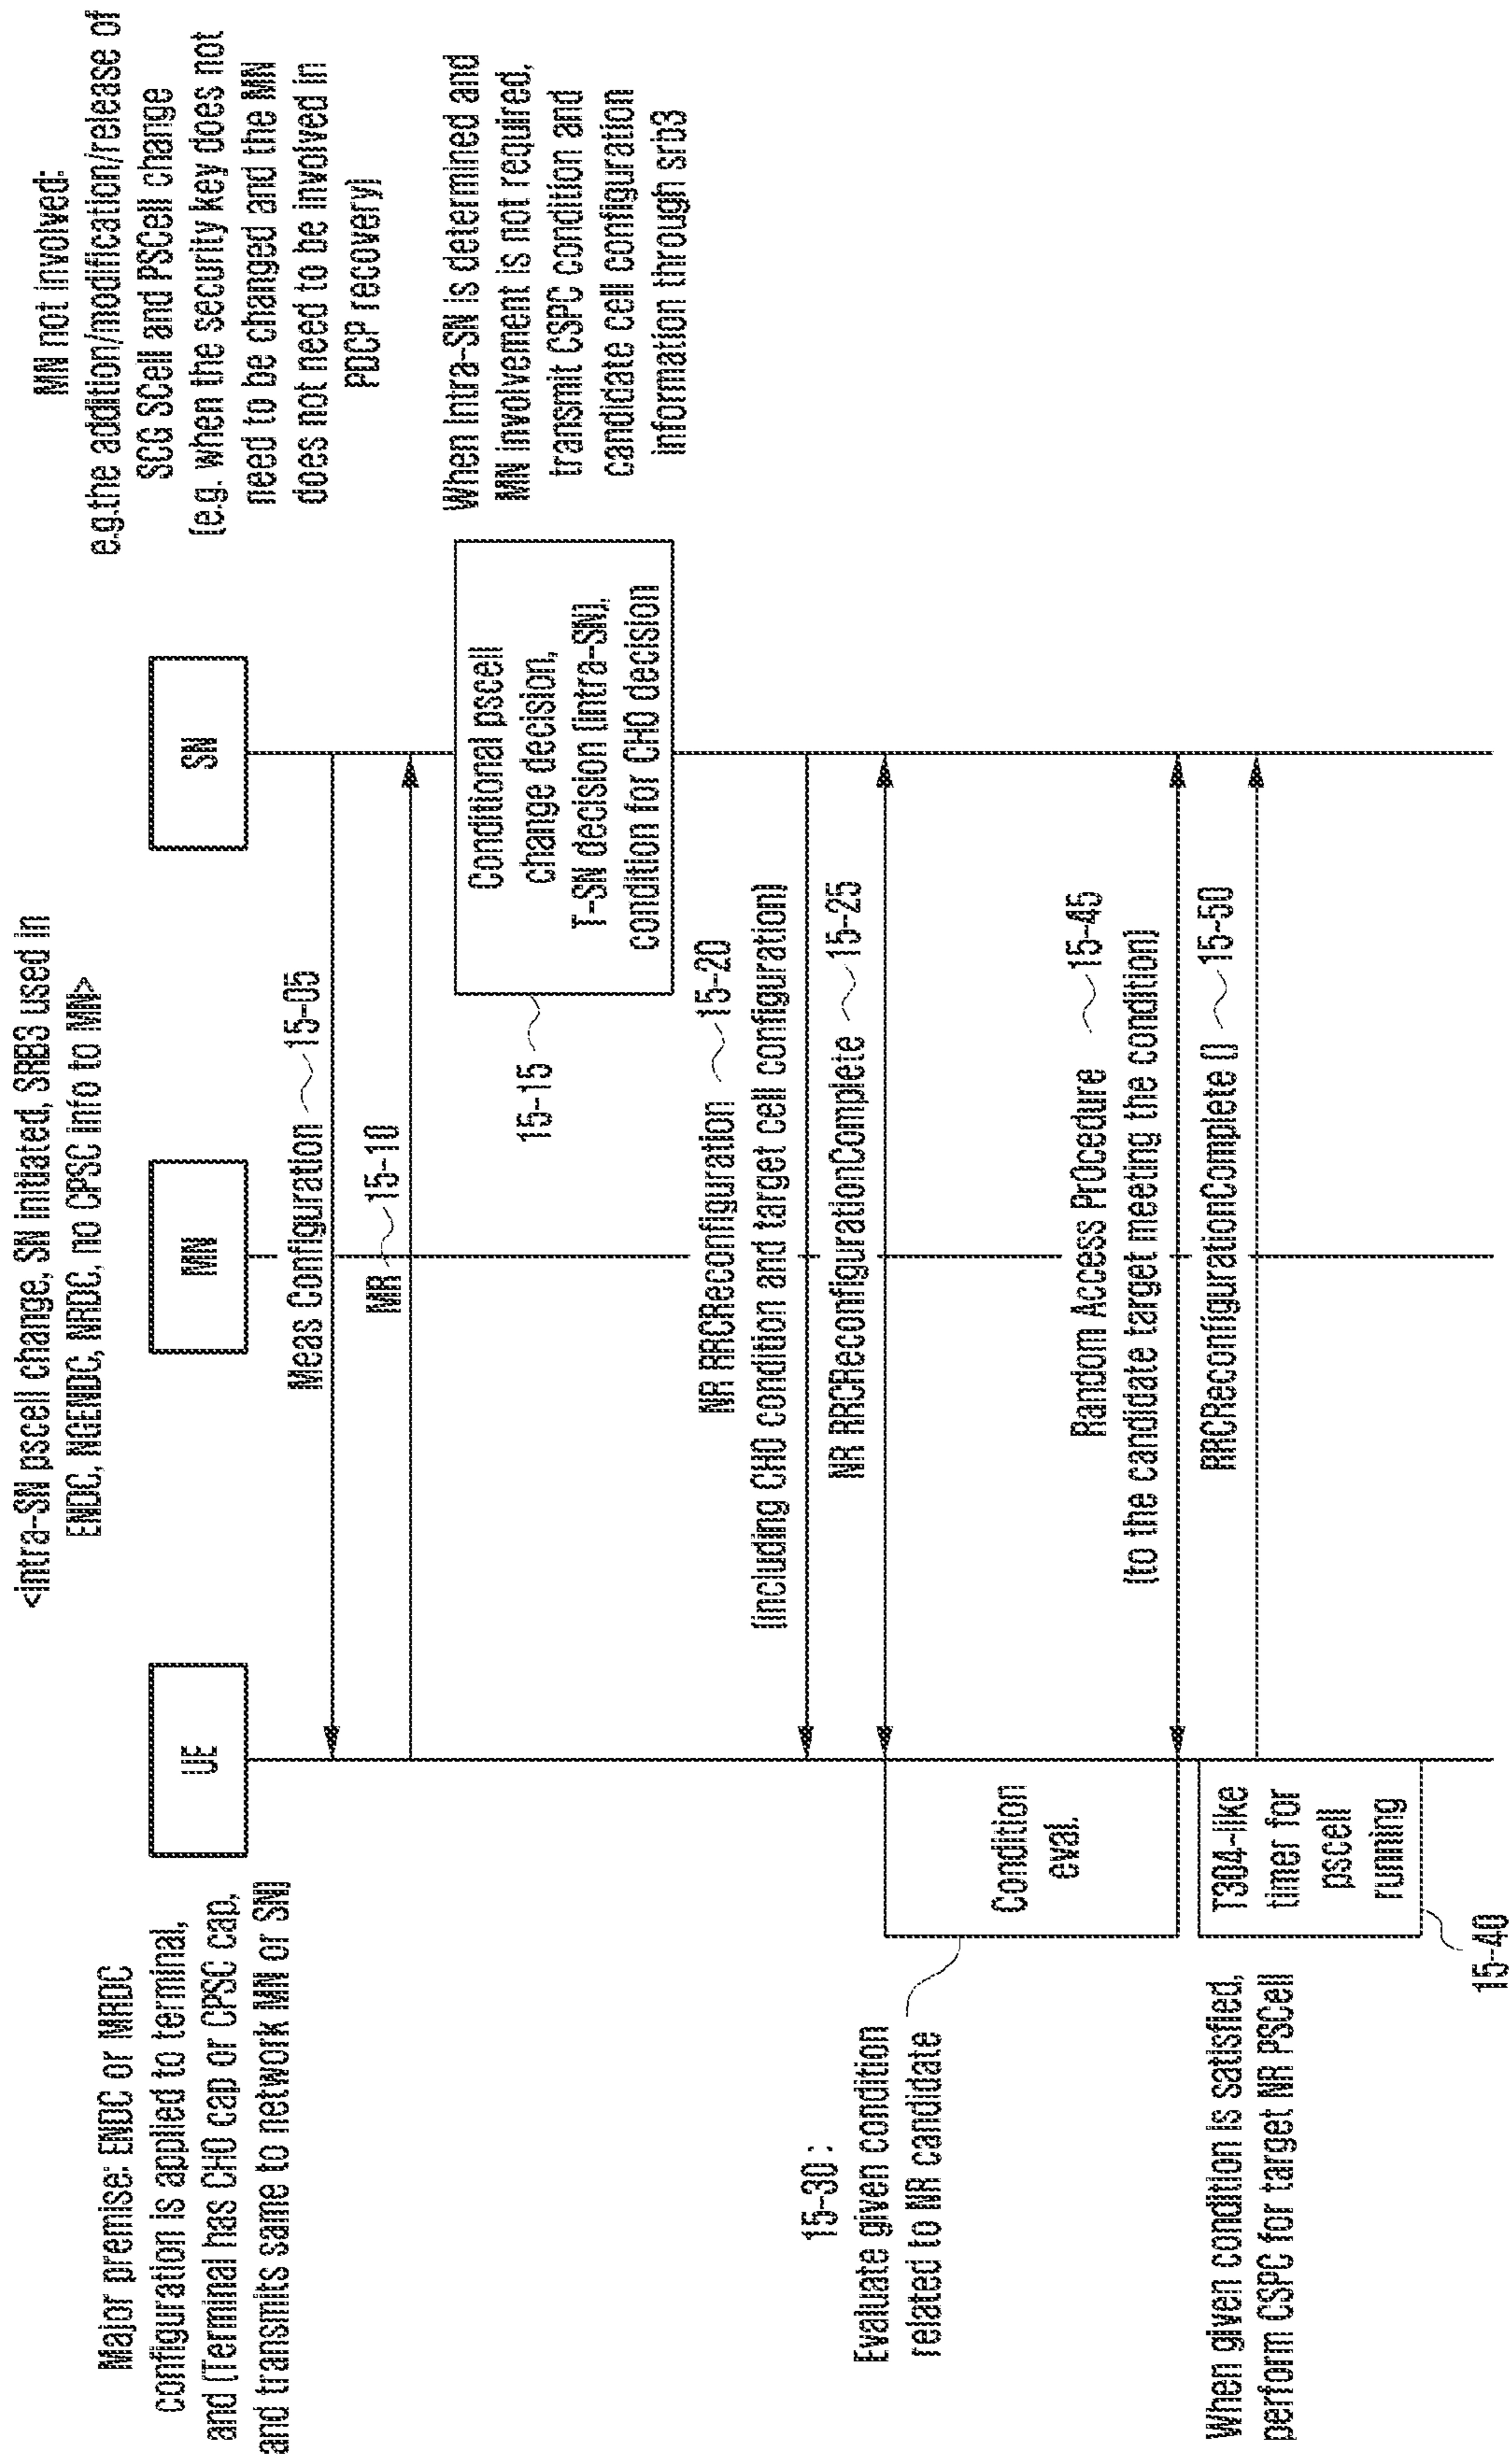 <intra-SN pscell change, SN initiated, SRB3 used in
ENDC, NGENDC, NRDC, no CPSC info to MN>
Major premise: ENDC or MRDC
configuration is applied to terminal,
and (Terminal has CHO cap or CPSC cap,
and transmits same to network MN or SN)
UE
MN
SN
MN not involved:
e.g.the addition/modification/release of
SCG SCell and PSCell change
(e.g. when the security key does not
need to be changed and the MN
does not need to be involved in
PDCP recovery)
Meas Configuration 15-05
MR 15-10
Conditional pscell
change decision,
T-SN decision (intra-SN),
condition for CHO decision
15-15
When Intra-SN is determined and
MN involvement is not required,
transmit CSPC condition and
candidate cell configuration
information through srb3
NR RRCReconfiguration 15-20
(including CHO condition and target cell configuration)
NR RRCReconfigurationComplete 15-25
15-30 :
Evaluate given condition
related to NR candidate
Condition
eval.
Random Access PrOcedure 15-45
(to the candidate target meeting the condition)
RRCReconfigurationComplete () 15-50
When given condition is satisfied,
perform CSPC for target NR PSCell
T304-like
timer for
pscell
running
15-40